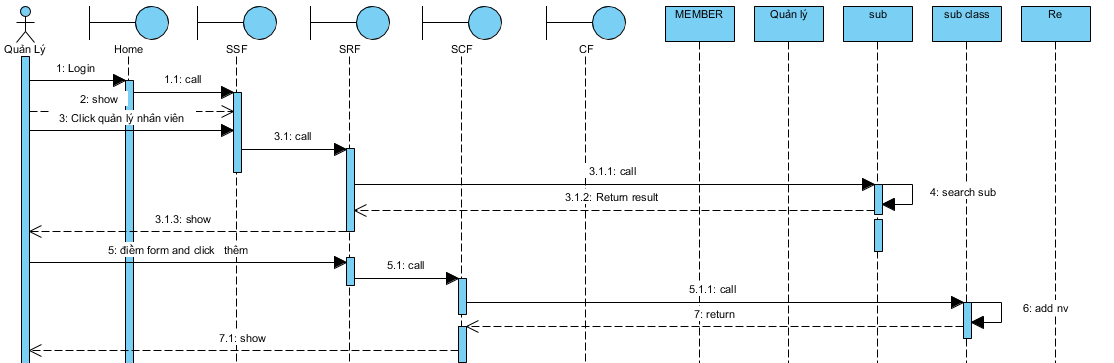 MEMBER
Quản lý
sub
sub class
Re
Quản Lý
Home
SSF
SRF
SCF
CF
1: Login
1.1: call
2: show
3: Click quản lý nhân viên
3.1: call
3.1.1: call
3.1.2: Return result
4: search sub
3.1.3: show
5: điềm form and click thêm
5.1: call
5.1.1: call
6: add nv
7: return
7.1: show